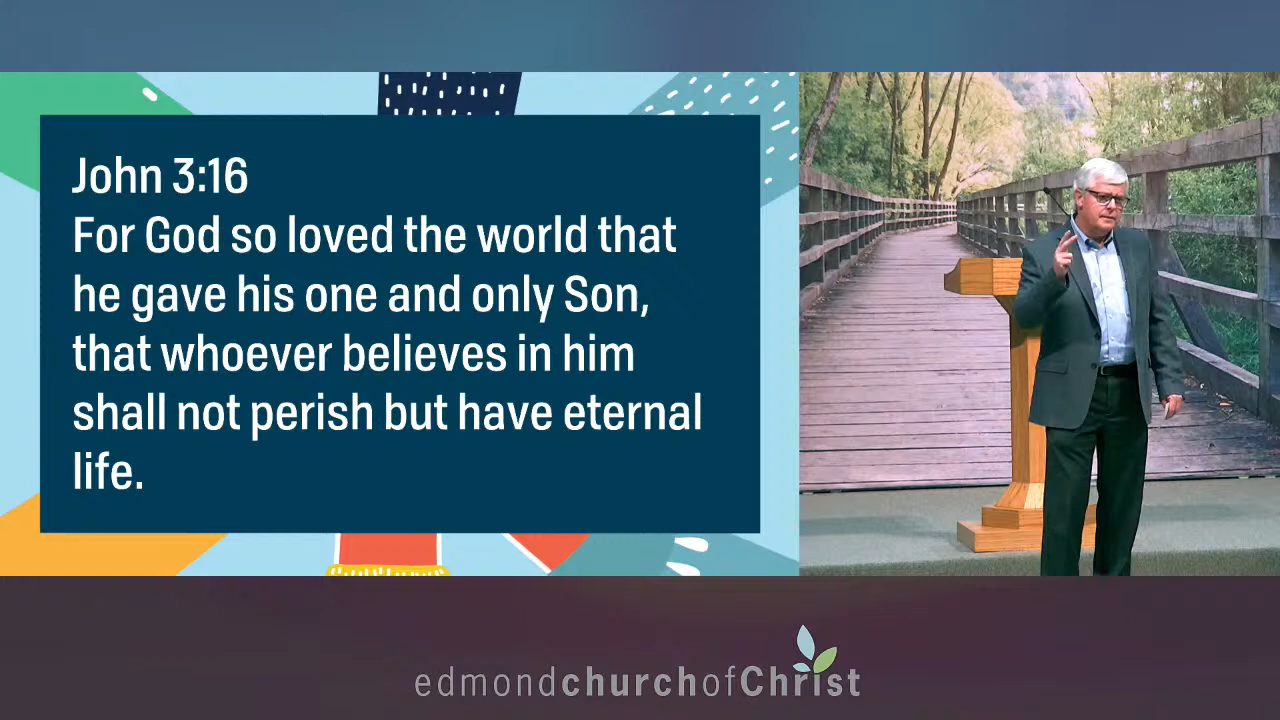 John 3:16
For God so loved the world that
he gave his one and only Son,
that whoever believes in him
shall not perish but have eternal
life.
edmondchurchofChrist